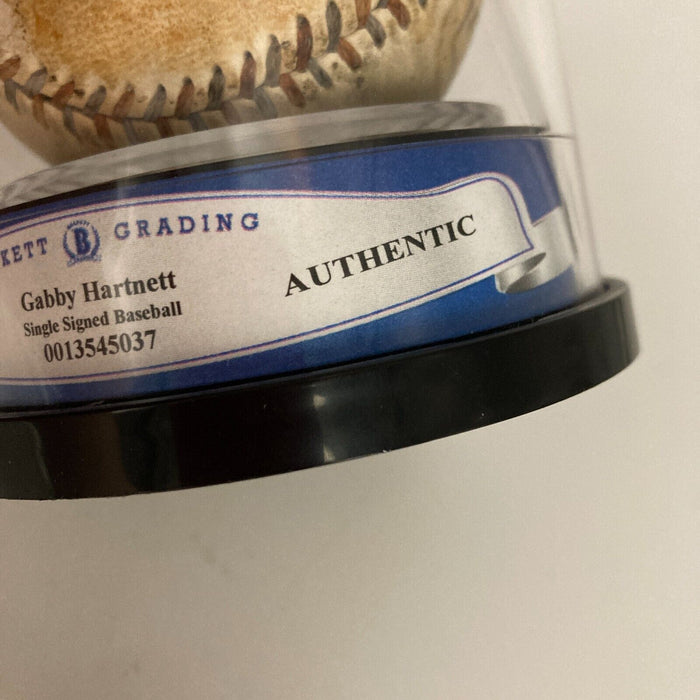 KETT B GRADING
Gabby Hartnett
Single Signed Baseball
0013545037
AUTHENTIC